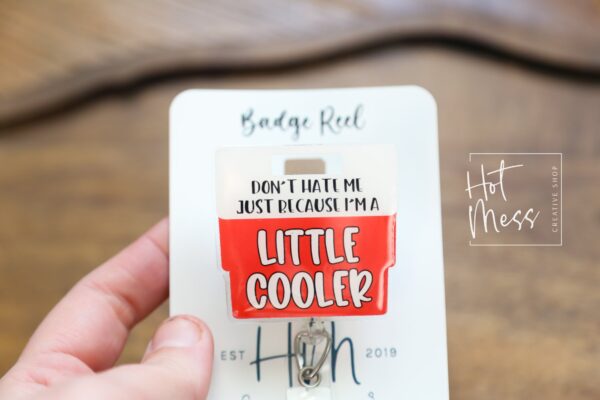 Badge Reel
DON'T HATE ME
JUST BECAUSE I'M A
LITTLE
COOLER
EST
2019
Hot
Mess
CREATIVE SHOP